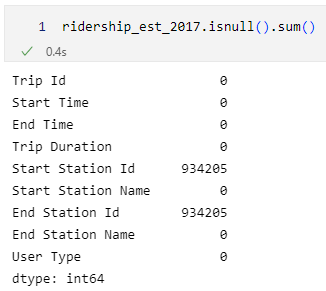 1 ridership_est_2017.isnull().sum()
✓ 0.4s
Trip Id 0
Start Time 0
End Time 0
Trip Duration 0
Start Station Id 934205
Start Station Name 0
End Station Id 934205
End Station Name 0
User Type 0
dtype: int64